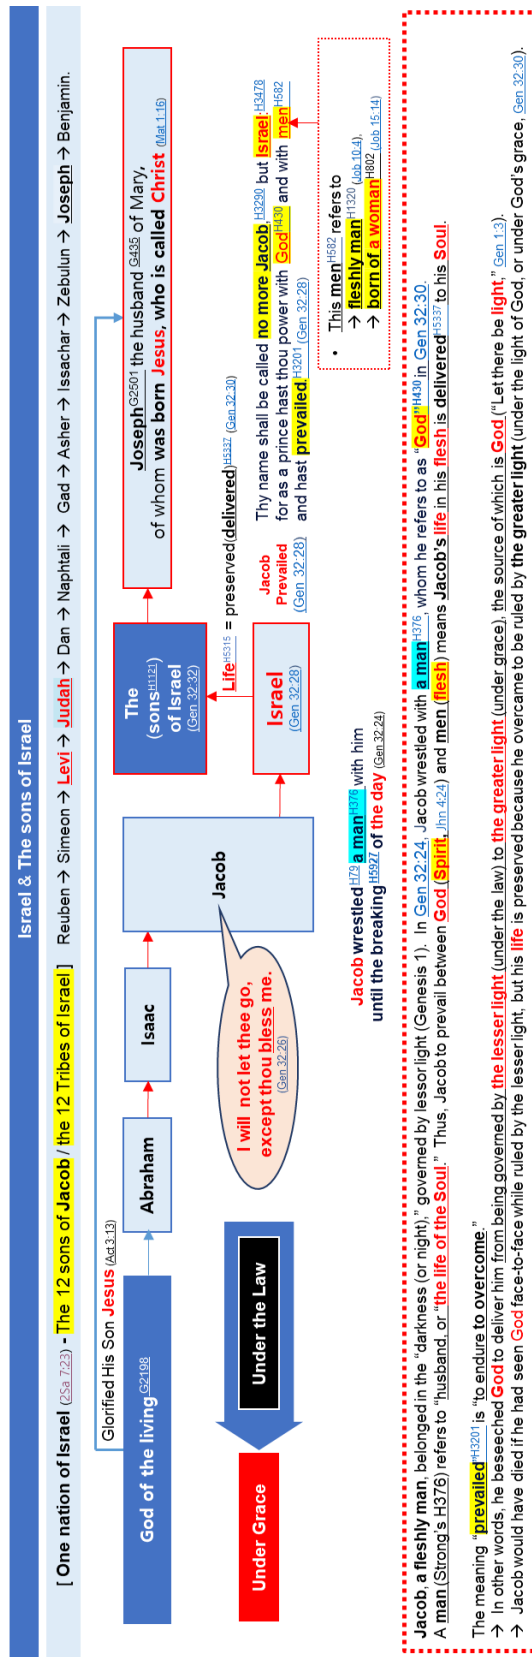 Israel & The sons of Israel
[ One nation of Israel (2Sa 7:23) - The 12 sons of Jacob / the 12 Tribes of Israel ] Reuben → Simeon → Levi → Judah → Dan → Naphtali → Gad → Asher → Issachar → Zebulun → Joseph → Benjamin.
Glorified His Son Jesus (Act 3:13)
God of the living G2198
Abraham
Isaac
Jacob
The
(sons H1121)
of Israel
(Gen 32:32)
Joseph G2501 the husband G435 of Mary,
of whom was born Jesus, who is called Christ (Mat 1:16)
Life H5315 = preserved(delivered) H5337 (Gen 32:30)
Israel
(Gen 32:28)
Jacob
Prevailed
(Gen 32:28)
Thy name shall be called no more Jacob, H3290 but Israel: H3478
for as a prince hast thou power with God H430 and with men H582
and hast prevailed. H3201 (Gen 32:28)
• This men H582 refers to
→ fleshly man H1320 (Job 10:4),
→ born of a woman H802 (Job 15:14)
I will not let thee go,
except thou bless me.
(Gen 32:26)
Jacob wrestled H79 a man H376 with him
until the breaking H5927 of the day (Gen 32:24)
Under Grace
Under the Law
Jacob, a fleshly man, belonged in the "darkness (or night)," governed by lessor light (Genesis 1). In Gen 32:24, Jacob wrestled with a man H376, whom he refers to as "God" H430 in Gen 32:30.
A man (Strong's H376) refers to "husband, or "the life of the Soul." Thus, Jacob to prevail between God (Spirit, Jhn 4:24) and men (flesh) means Jacob's life in his flesh is delivered H5337 to his Soul.
The meaning "prevailed" H3201 is "to endure to overcome."
→ In other words, he beseeched God to deliver him from being governed by the lesser light (under the law) to the greater light (under grace), the source of which is God ("Let there be light," Gen 1:3).
→ Jacob would have died if he had seen God face-to-face while ruled by the lesser light, but his life is preserved because he overcame to be ruled by the greater light (under the light of God, or under God's grace, Gen 32:30).